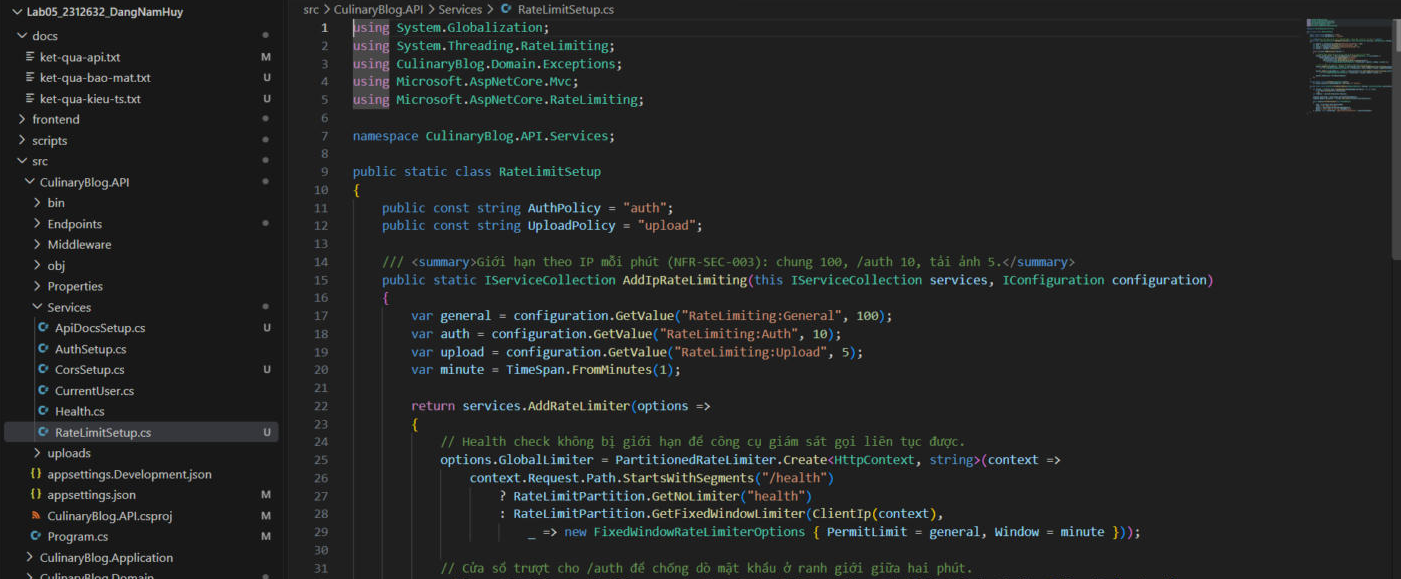 Lab05_2312632_DangNamHuy
docs
ket-qua-api.txt M
ket-qua-bao-mat.txt U
ket-qua-kieu-ts.txt U
frontend
scripts
src
CulinaryBlog.API
bin
Endpoints
Middleware
obj
Properties
Services
ApiDocsSetup.cs U
AuthSetup.cs
CorsSetup.cs U
CurrentUser.cs
Health.cs
RateLimitSetup.cs U
uploads
appsettings.Development.json
appsettings.json M
CulinaryBlog.API.csproj M
Program.cs M
CulinaryBlog.Application
CulinaryBlog.Domain
src > CulinaryBlog.API > Services > RateLimitSetup.cs
1 using System.Globalization;
2 using System.Threading.RateLimiting;
3 using CulinaryBlog.Domain.Exceptions;
4 using Microsoft.AspNetCore.Mvc;
5 using Microsoft.AspNetCore.RateLimiting;
6
7 namespace CulinaryBlog.API.Services;
8
9 public static class RateLimitSetup
10 {
11 public const string AuthPolicy = "auth";
12 public const string UploadPolicy = "upload";
13
14 /// <summary>Giới hạn theo IP mỗi phút (NFR-SEC-003): chung 100, /auth 10, tải ảnh 5.</summary>
15 public static IServiceCollection AddIpRateLimiting(this IServiceCollection services, IConfiguration configuration)
16 {
17 var general = configuration.GetValue("RateLimiting:General", 100);
18 var auth = configuration.GetValue("RateLimiting:Auth", 10);
19 var upload = configuration.GetValue("RateLimiting:Upload", 5);
20 var minute = TimeSpan.FromMinutes(1);
21
22 return services.AddRateLimiter(options =>
23 {
24 // Health check không bị giới hạn để công cụ giám sát gọi liên tục được.
25 options.GlobalLimiter = PartitionedRateLimiter.Create<HttpContext, string>(context =>
26 context.Request.Path.StartsWithSegments("/health")
27 ? RateLimitPartition.GetNoLimiter("health")
28 : RateLimitPartition.GetFixedWindowLimiter(ClientIp(context),
29 _ => new FixedWindowRateLimiterOptions { PermitLimit = general, Window = minute }));
30
31 // Cửa sổ trượt cho /auth để chống dò mật khẩu ở ranh giới giữa hai phút.